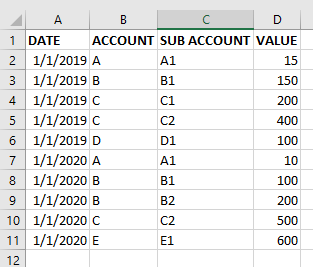 A B C D
1 DATE ACCOUNT SUB ACCOUNT VALUE
2 1/1/2019 A A1 15
3 1/1/2019 B B1 150
4 1/1/2019 C C1 200
5 1/1/2019 C C2 400
6 1/1/2019 D D1 100
7 1/1/2020 A A1 10
8 1/1/2020 B B1 100
9 1/1/2020 B B2 200
10 1/1/2020 C C2 500
11 1/1/2020 E E1 600
12